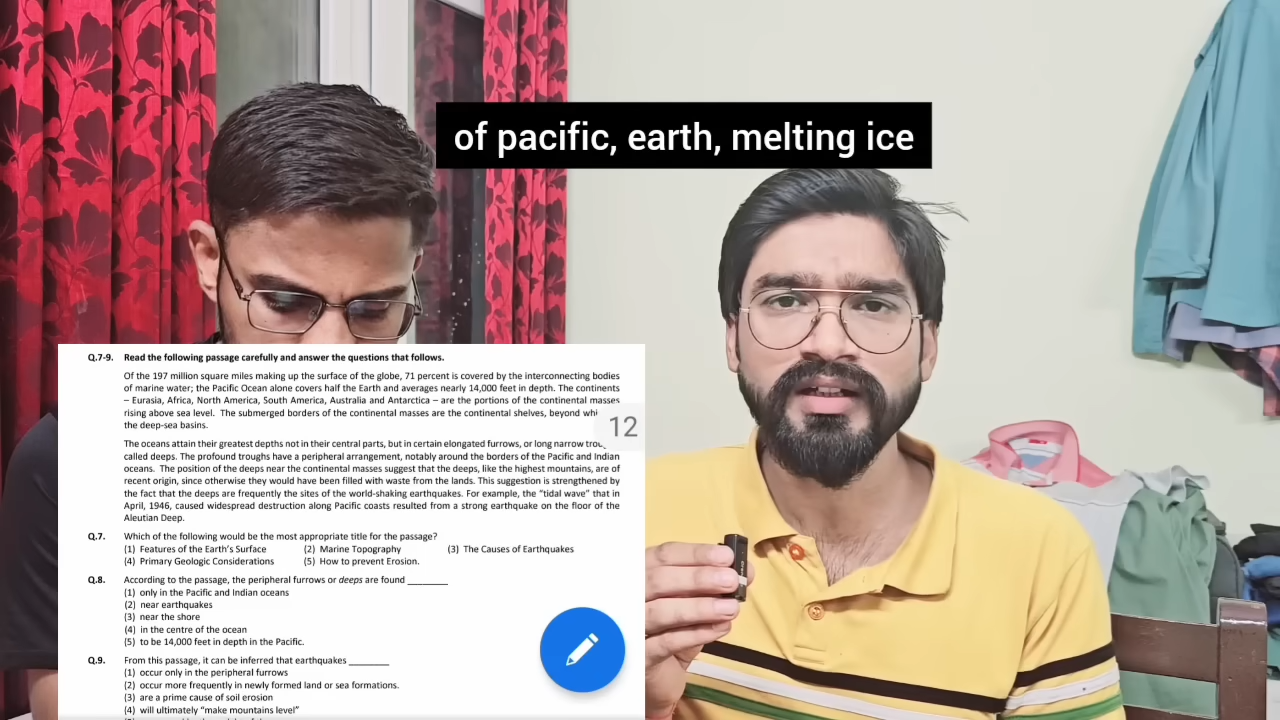 of pacific, earth, melting ice
Q.7-9. Read the following passage carefully and answer the questions that follows.
Of the 197 million square miles making up the surface of the globe, 71 percent is covered by the interconnecting bodies
of marine water; the Pacific Ocean alone covers half the Earth and averages nearly 14,000 feet in depth. The continents
– Eurasia, Africa, North America, South America, Australia and Antarctica – are the portions of the continental masses
rising above sea level. The submerged borders of the continental masses are the continental shelves, beyond
the deep-sea basins.
12
The oceans attain their greatest depths not in their central parts, but in certain elongated furrows, or long narrow
called deeps. The profound troughs have a peripheral arrangement, notably around the borders of the Pacific and Indian
oceans. The position of the deeps near the continental masses suggest that the deeps, like the highest mountains, are of
recent origin, since otherwise they would have been filled with waste from the lands. This suggestion is strengthened by
the fact that the deeps are frequently the sites of the world-shaking earthquakes. For example, the "tidal wave" that in
April, 1946, caused widespread destruction along Pacific coasts resulted from a strong earthquake on the floor of the
Aleutian Deep.
Q.7. Which of the following would be the most appropriate title for the passage?
(1) Features of the Earth's Surface (2) Marine Topography (3) The Causes of Earthquakes
(4) Primary Geologic Considerations (5) How to prevent Erosion.
Q.8. According to the passage, the peripheral furrows or deeps are found ________
(1) only in the Pacific and Indian oceans
(2) near earthquakes
(3) near the shore
(4) in the centre of the ocean
(5) to be 14,000 feet in depth in the Pacific.
Q.9. From this passage, it can be inferred that earthquakes ________
(1) occur only in the peripheral furrows
(2) occur more frequently in newly formed land or sea formations.
(3) are a prime cause of soil erosion
(4) will ultimately "make mountains level"